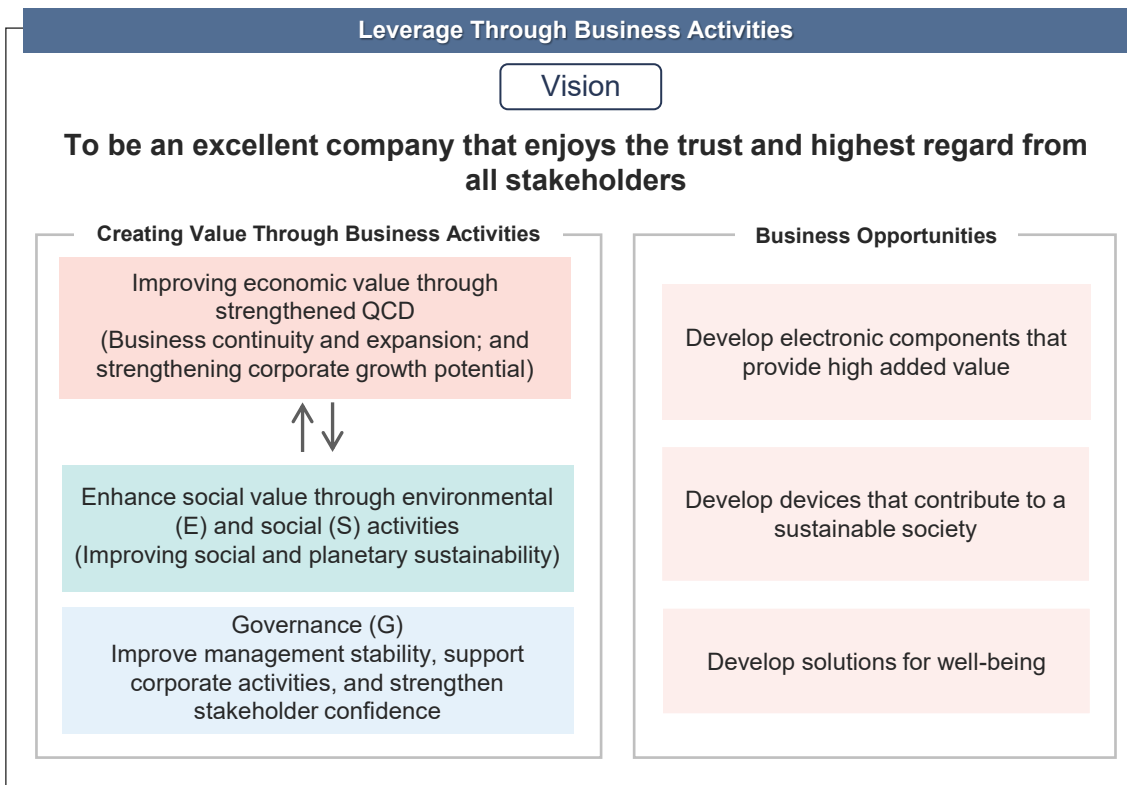 Leverage Through Business Activities
Vision
To be an excellent company that enjoys the trust and highest regard from
all stakeholders
Creating Value Through Business Activities
Improving economic value through
strengthened QCD
(Business continuity and expansion; and
strengthening corporate growth potential)
Enhance social value through environmental
(E) and social (S) activities
(Improving social and planetary sustainability)
Governance (G)
Improve management stability, support
corporate activities, and strengthen
stakeholder confidence
Business Opportunities
Develop electronic components that
provide high added value
Develop devices that contribute to a
sustainable society
Develop solutions for well-being